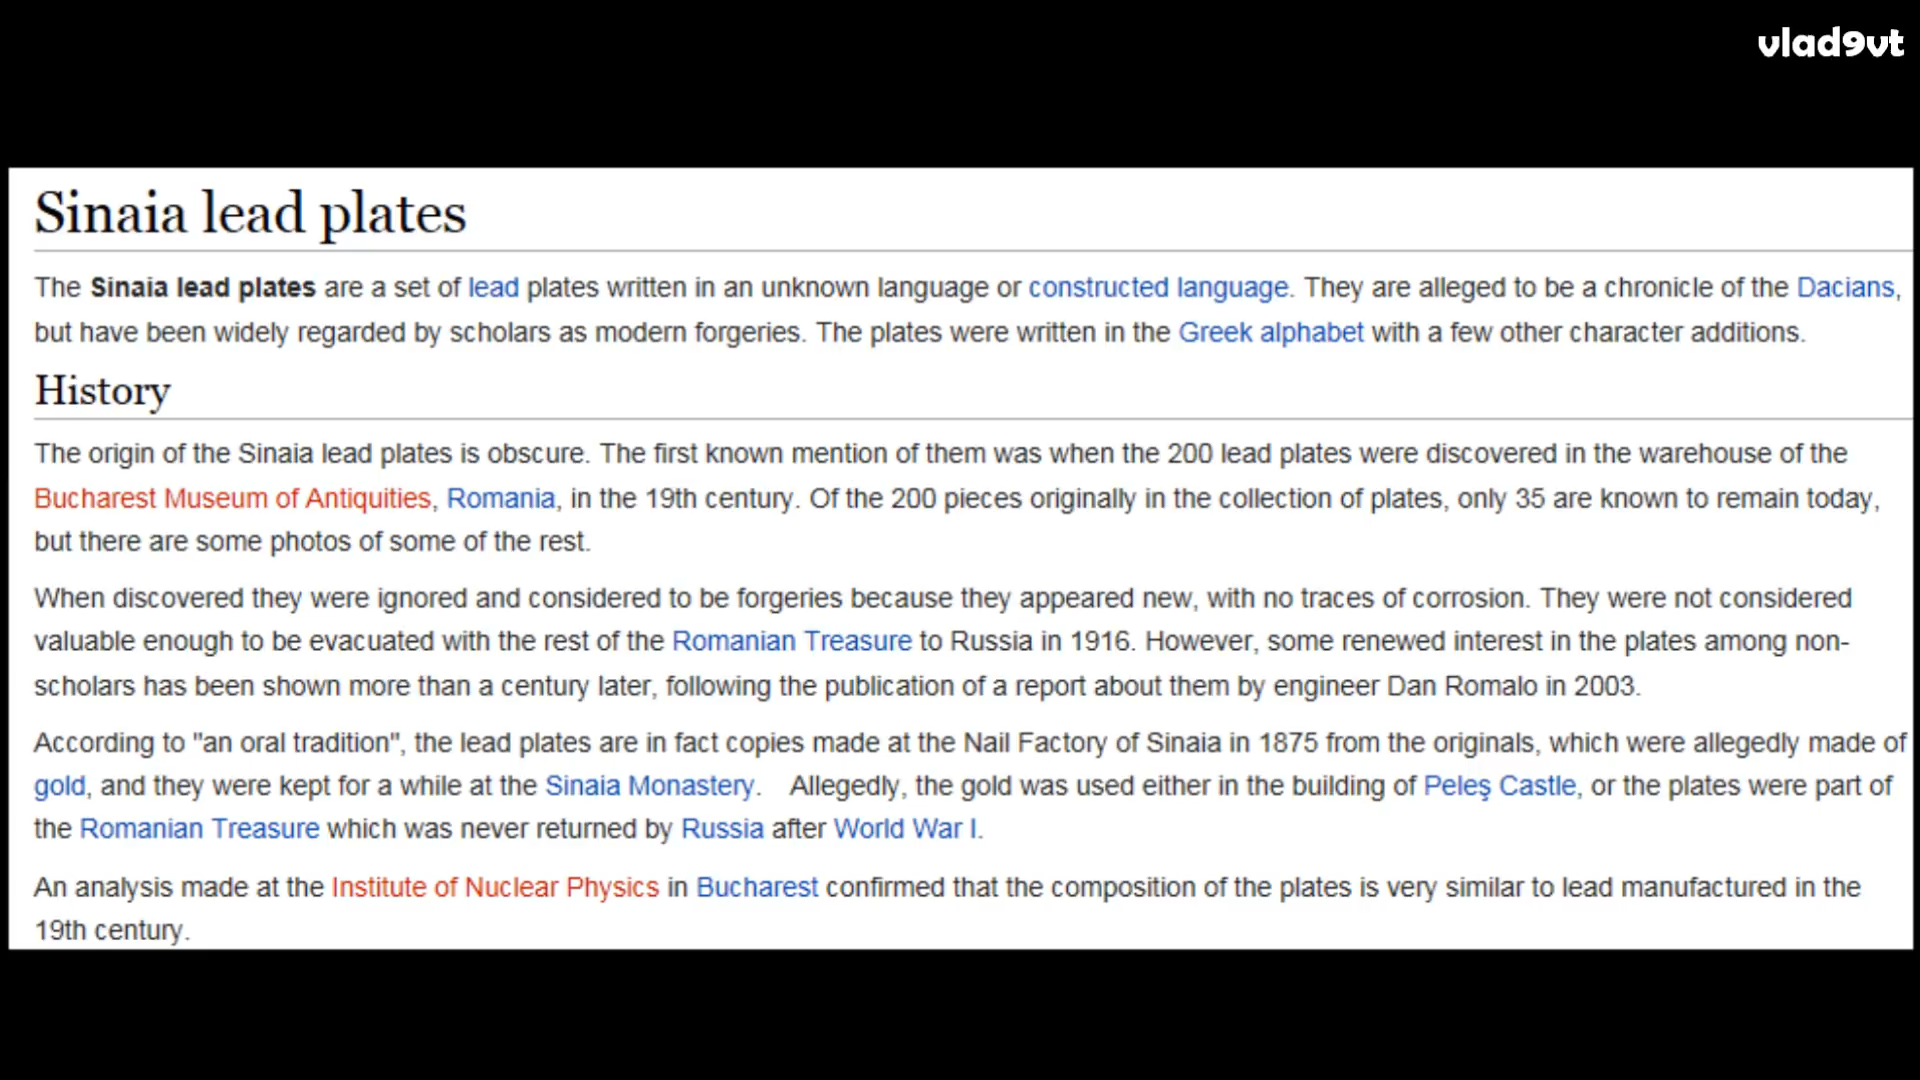 vlad9vt
Sinaia lead plates
The Sinaia lead plates are a set of lead plates written in an unknown language or constructed language. They are alleged to be a chronicle of the Dacians,
but have been widely regarded by scholars as modern forgeries. The plates were written in the Greek alphabet with a few other character additions.
History
The origin of the Sinaia lead plates is obscure. The first known mention of them was when the 200 lead plates were discovered in the warehouse of the
Bucharest Museum of Antiquities, Romania, in the 19th century. Of the 200 pieces originally in the collection of plates, only 35 are known to remain today,
but there are some photos of some of the rest.
When discovered they were ignored and considered to be forgeries because they appeared new, with no traces of corrosion. They were not considered
valuable enough to be evacuated with the rest of the Romanian Treasure to Russia in 1916. However, some renewed interest in the plates among non-
scholars has been shown more than a century later, following the publication of a report about them by engineer Dan Romalo in 2003.
According to "an oral tradition", the lead plates are in fact copies made at the Nail Factory of Sinaia in 1875 from the originals, which were allegedly made of
gold, and they were kept for a while at the Sinaia Monastery. Allegedly, the gold was used either in the building of Peleş Castle, or the plates were part of
the Romanian Treasure which was never returned by Russia after World War I.
An analysis made at the Institute of Nuclear Physics in Bucharest confirmed that the composition of the plates is very similar to lead manufactured in the
19th century.